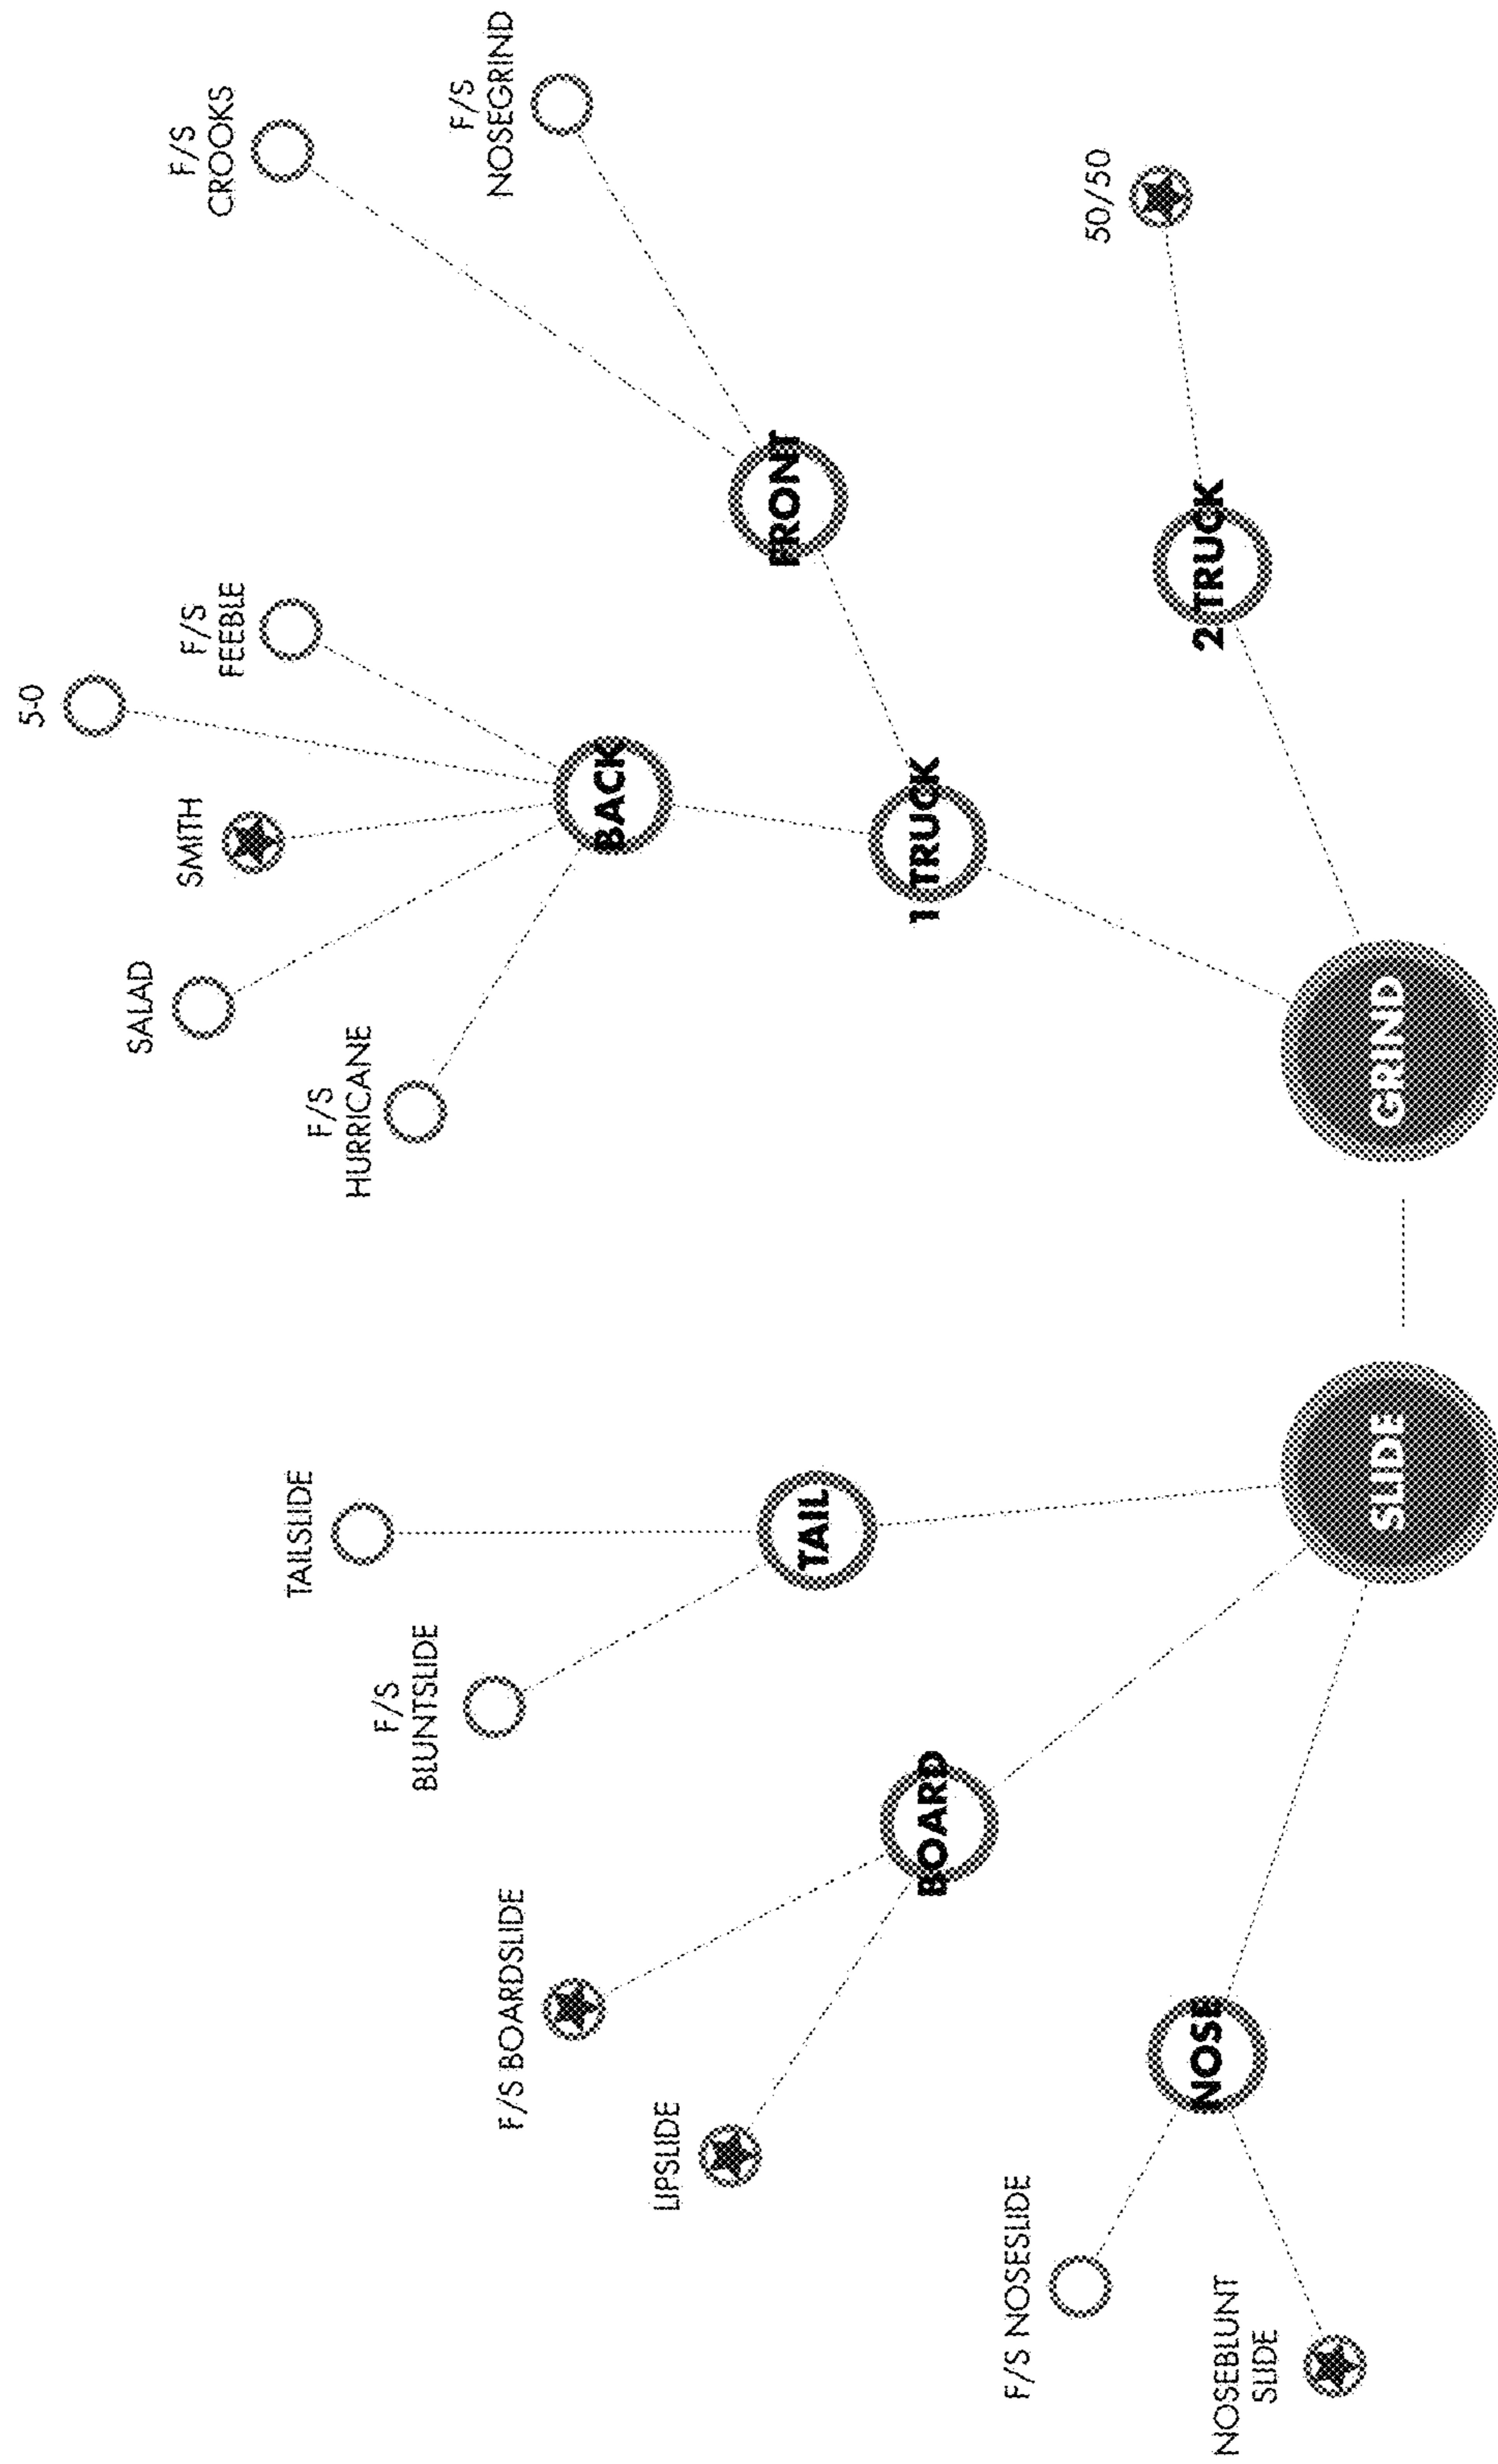 NOSEBLUNT
SLIDE
F/S NOSESLIDE
NOSE
LIPSLIDE
F/S BOARDSLIDE
BOARD
F/S
BLUNTSLIDE
TAILSLIDE
TAIL
SLIDE
F/S
HURRICANE
SALAD
SMITH
5-0
F/S
FEEBLE
BACK
1 TRUCK
F/S
CROOKS
F/S
NOSEGRIND
FRONT
50/50
2 TRUCK
GRIND